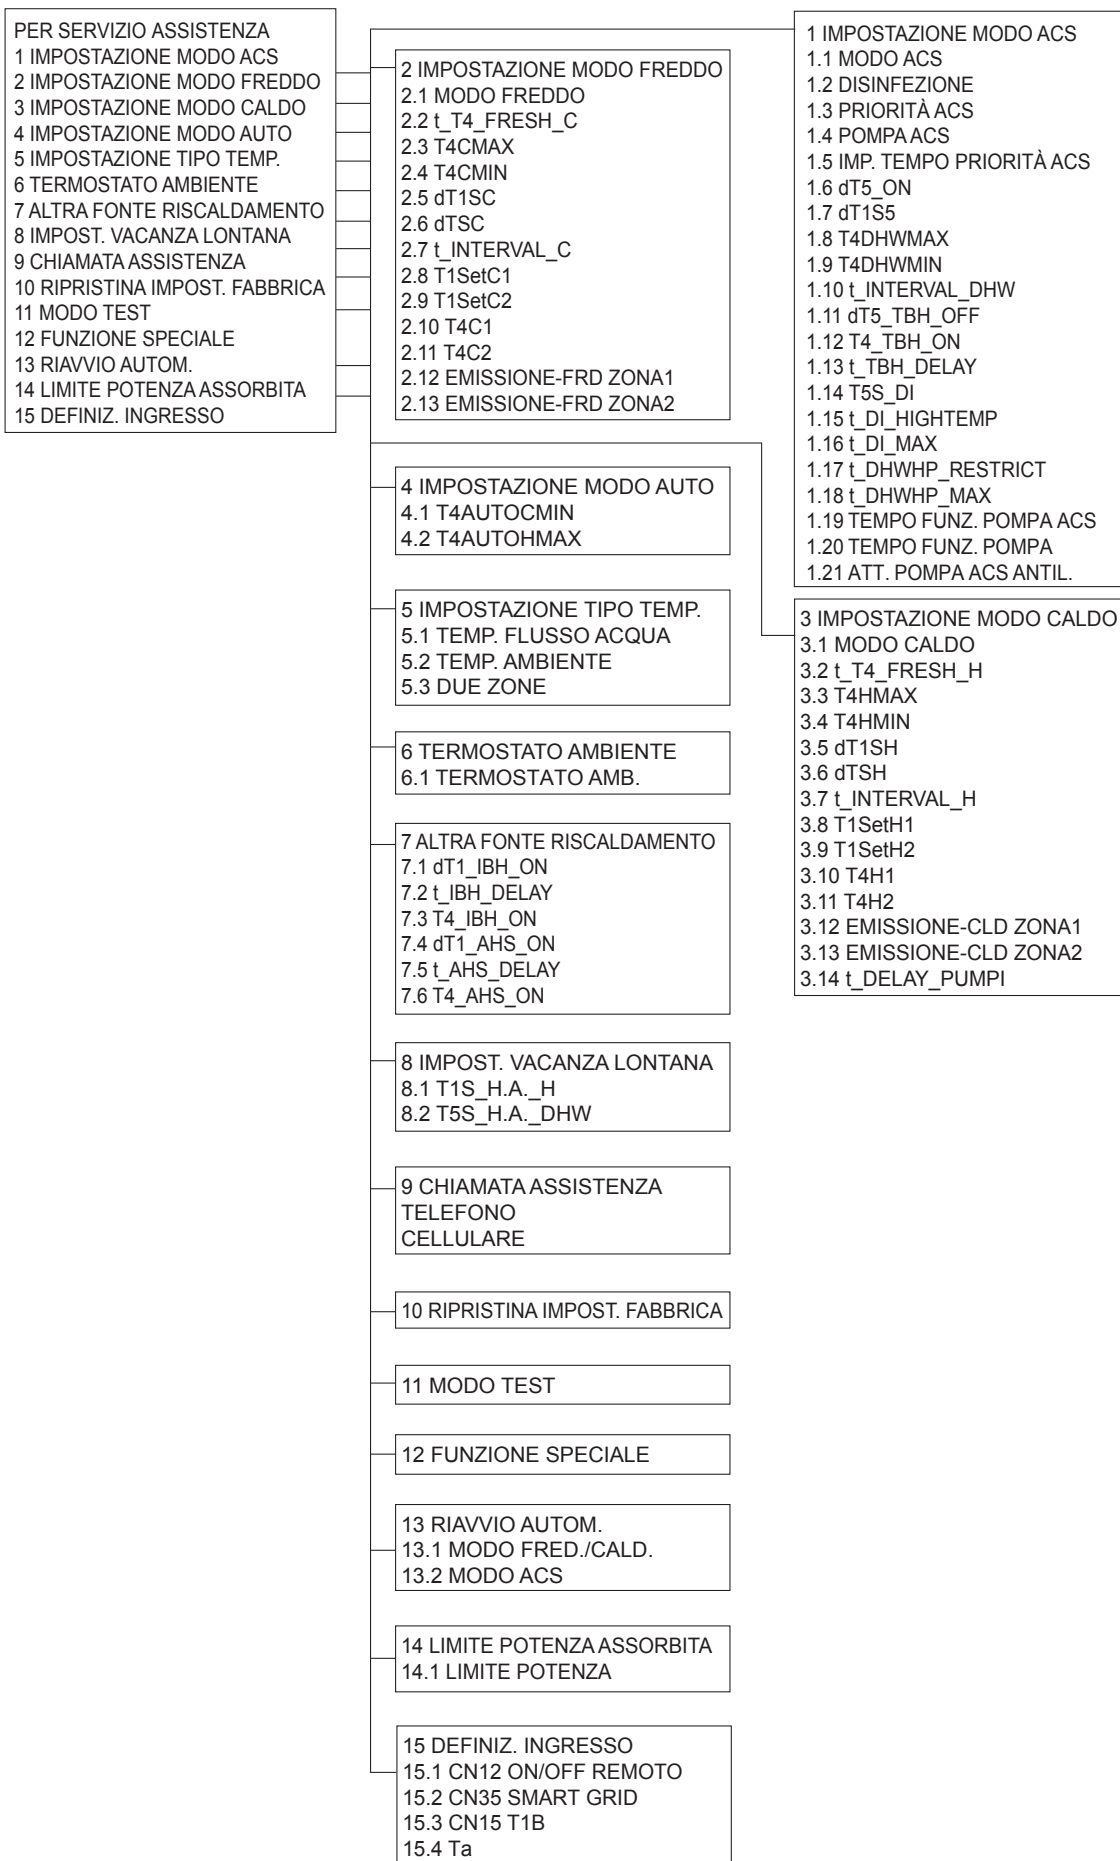 PER SERVIZIO ASSISTENZA
1 IMPOSTAZIONE MODO ACS
2 IMPOSTAZIONE MODO FREDDO
3 IMPOSTAZIONE MODO CALDO
4 IMPOSTAZIONE MODO AUTO
5 IMPOSTAZIONE TIPO TEMP.
6 TERMOSTATO AMBIENTE
7 ALTRA FONTE RISCALDAMENTO
8 IMPOST. VACANZA LONTANA
9 CHIAMATA ASSISTENZA
10 RIPRISTINA IMPOST. FABBRICA
11 MODO TEST
12 FUNZIONE SPECIALE
13 RIAVVIO AUTOM.
14 LIMITE POTENZA ASSORBITA
15 DEFINIZ. INGRESSO
2 IMPOSTAZIONE MODO FREDDO
2.1 MODO FREDDO
2.2 t_T4_FRESH_C
2.3 T4CMAX
2.4 T4CMIN
2.5 dT1SC
2.6 dTSC
2.7 t_INTERVAL_C
2.8 T1SetC1
2.9 T1SetC2
2.10 T4C1
2.11 T4C2
2.12 EMISSIONE-FRD ZONA1
2.13 EMISSIONE-FRD ZONA2
4 IMPOSTAZIONE MODO AUTO
4.1 T4AUTOCMIN
4.2 T4AUTOHMAX
5 IMPOSTAZIONE TIPO TEMP.
5.1 TEMP. FLUSSO ACQUA
5.2 TEMP. AMBIENTE
5.3 DUE ZONE
6 TERMOSTATO AMBIENTE
6.1 TERMOSTATO AMB.
7 ALTRA FONTE RISCALDAMENTO
7.1 dT1_IBH_ON
7.2 t_IBH_DELAY
7.3 T4_IBH_ON
7.4 dT1_AHS_ON
7.5 t_AHS_DELAY
7.6 T4_AHS_ON
8 IMPOST. VACANZA LONTANA
8.1 T1S_H.A._H
8.2 T5S_H.A._DHW
9 CHIAMATA ASSISTENZA
TELEFONO
CELLULARE
10 RIPRISTINA IMPOST. FABBRICA
11 MODO TEST
12 FUNZIONE SPECIALE
13 RIAVVIO AUTOM.
13.1 MODO FRED./CALD.
13.2 MODO ACS
14 LIMITE POTENZA ASSORBITA
14.1 LIMITE POTENZA
15 DEFINIZ. INGRESSO
15.1 CN12 ON/OFF REMOTO
15.2 CN35 SMART GRID
15.3 CN15 T1B
15.4 Ta
1 IMPOSTAZIONE MODO ACS
1.1 MODO ACS
1.2 DISINFEZIONE
1.3 PRIORITÀ ACS
1.4 POMPA ACS
1.5 IMP. TEMPO PRIORITÀ ACS
1.6 dT5_ON
1.7 dT1S5
1.8 T4DHWMAX
1.9 T4DHWMIN
1.10 t_INTERVAL_DHW
1.11 dT5_TBH_OFF
1.12 T4_TBH_ON
1.13 t_TBH_DELAY
1.14 T5S_DI
1.15 t_DI_HIGHTEMP
1.16 t_DI_MAX
1.17 t_DHWHP_RESTRICT
1.18 t_DHWHP_MAX
1.19 TEMPO FUNZ. POMPA ACS
1.20 TEMPO FUNZ. POMPA
1.21 ATT. POMPA ACS ANTIL.
3 IMPOSTAZIONE MODO CALDO
3.1 MODO CALDO
3.2 t_T4_FRESH_H
3.3 T4HMAX
3.4 T4HMIN
3.5 dT1SH
3.6 dTSH
3.7 t_INTERVAL_H
3.8 T1SetH1
3.9 T1SetH2
3.10 T4H1
3.11 T4H2
3.12 EMISSIONE-CLD ZONA1
3.13 EMISSIONE-CLD ZONA2
3.14 t_DELAY_PUMPI